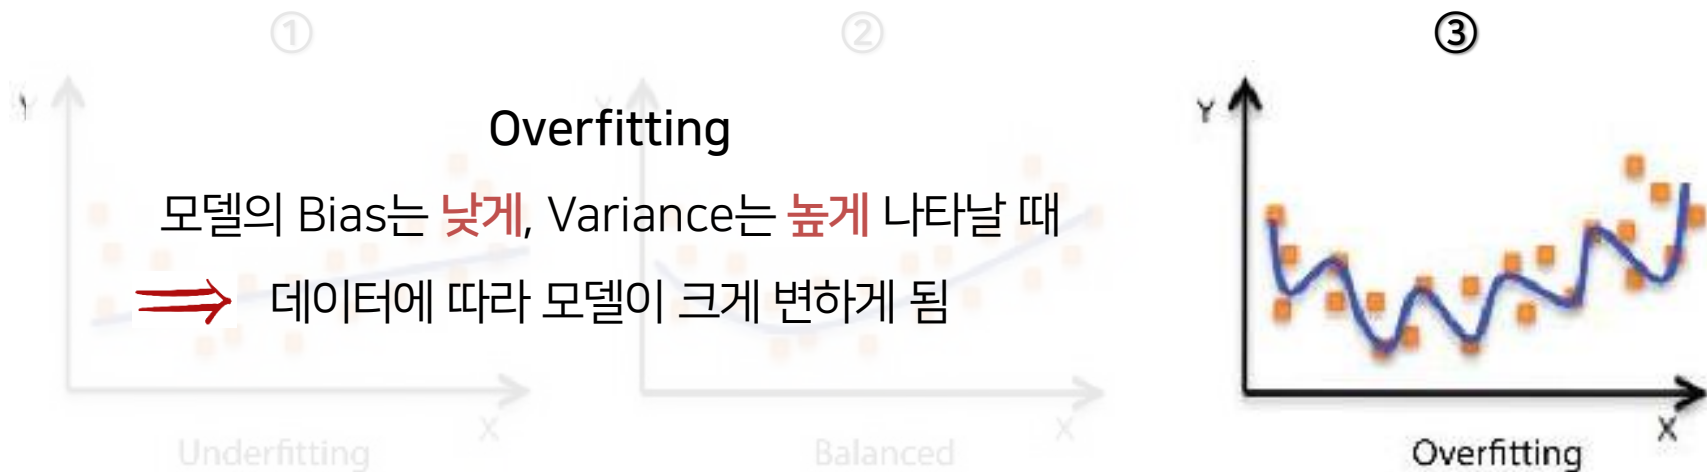 ① ② ③
Y Y Y
Overfitting
모델의 Bias는 낮게, Variance는 높게 나타날 때
데이터에 따라 모델이 크게 변하게 됨
X X X
Underfitting Balanced Overfitting